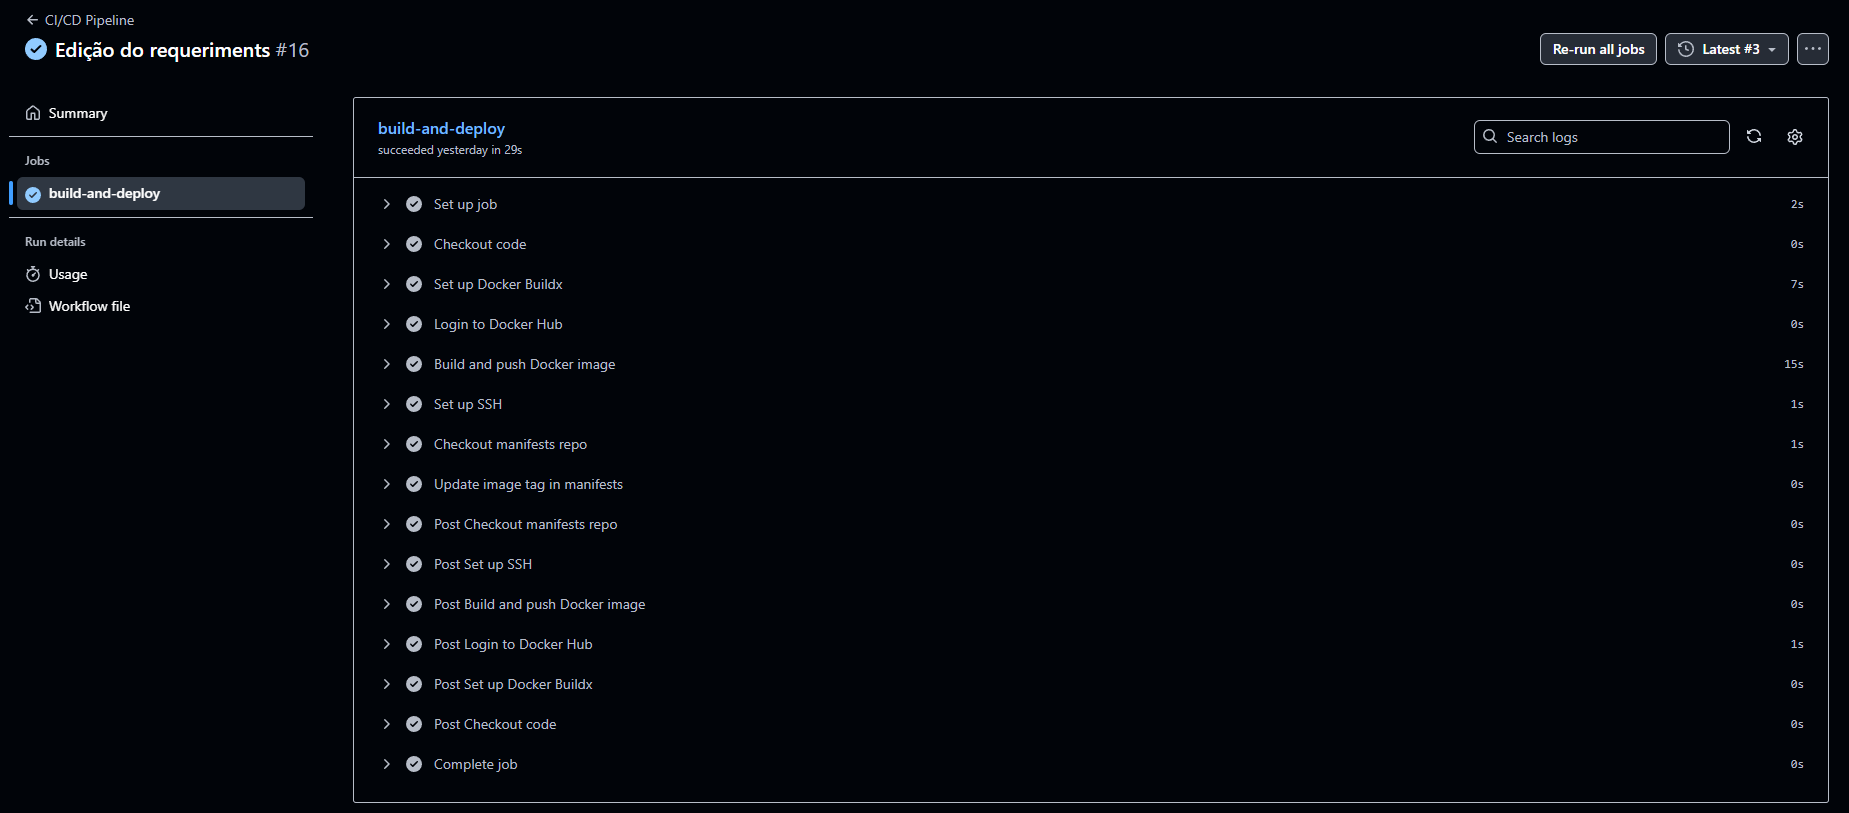 CI/CD Pipeline
Edição do requeriments #16
Re-run all jobs
Latest #3
Summary
Jobs
build-and-deploy
Run details
Usage
Workflow file
build-and-deploy
succeeded yesterday in 29s
Search logs
Set up job 2s
Checkout code 0s
Set up Docker Buildx 7s
Login to Docker Hub 0s
Build and push Docker image 15s
Set up SSH 1s
Checkout manifests repo 1s
Update image tag in manifests 0s
Post Checkout manifests repo 0s
Post Set up SSH 0s
Post Build and push Docker image 0s
Post Login to Docker Hub 1s
Post Set up Docker Buildx 0s
Post Checkout code 0s
Complete job 0s